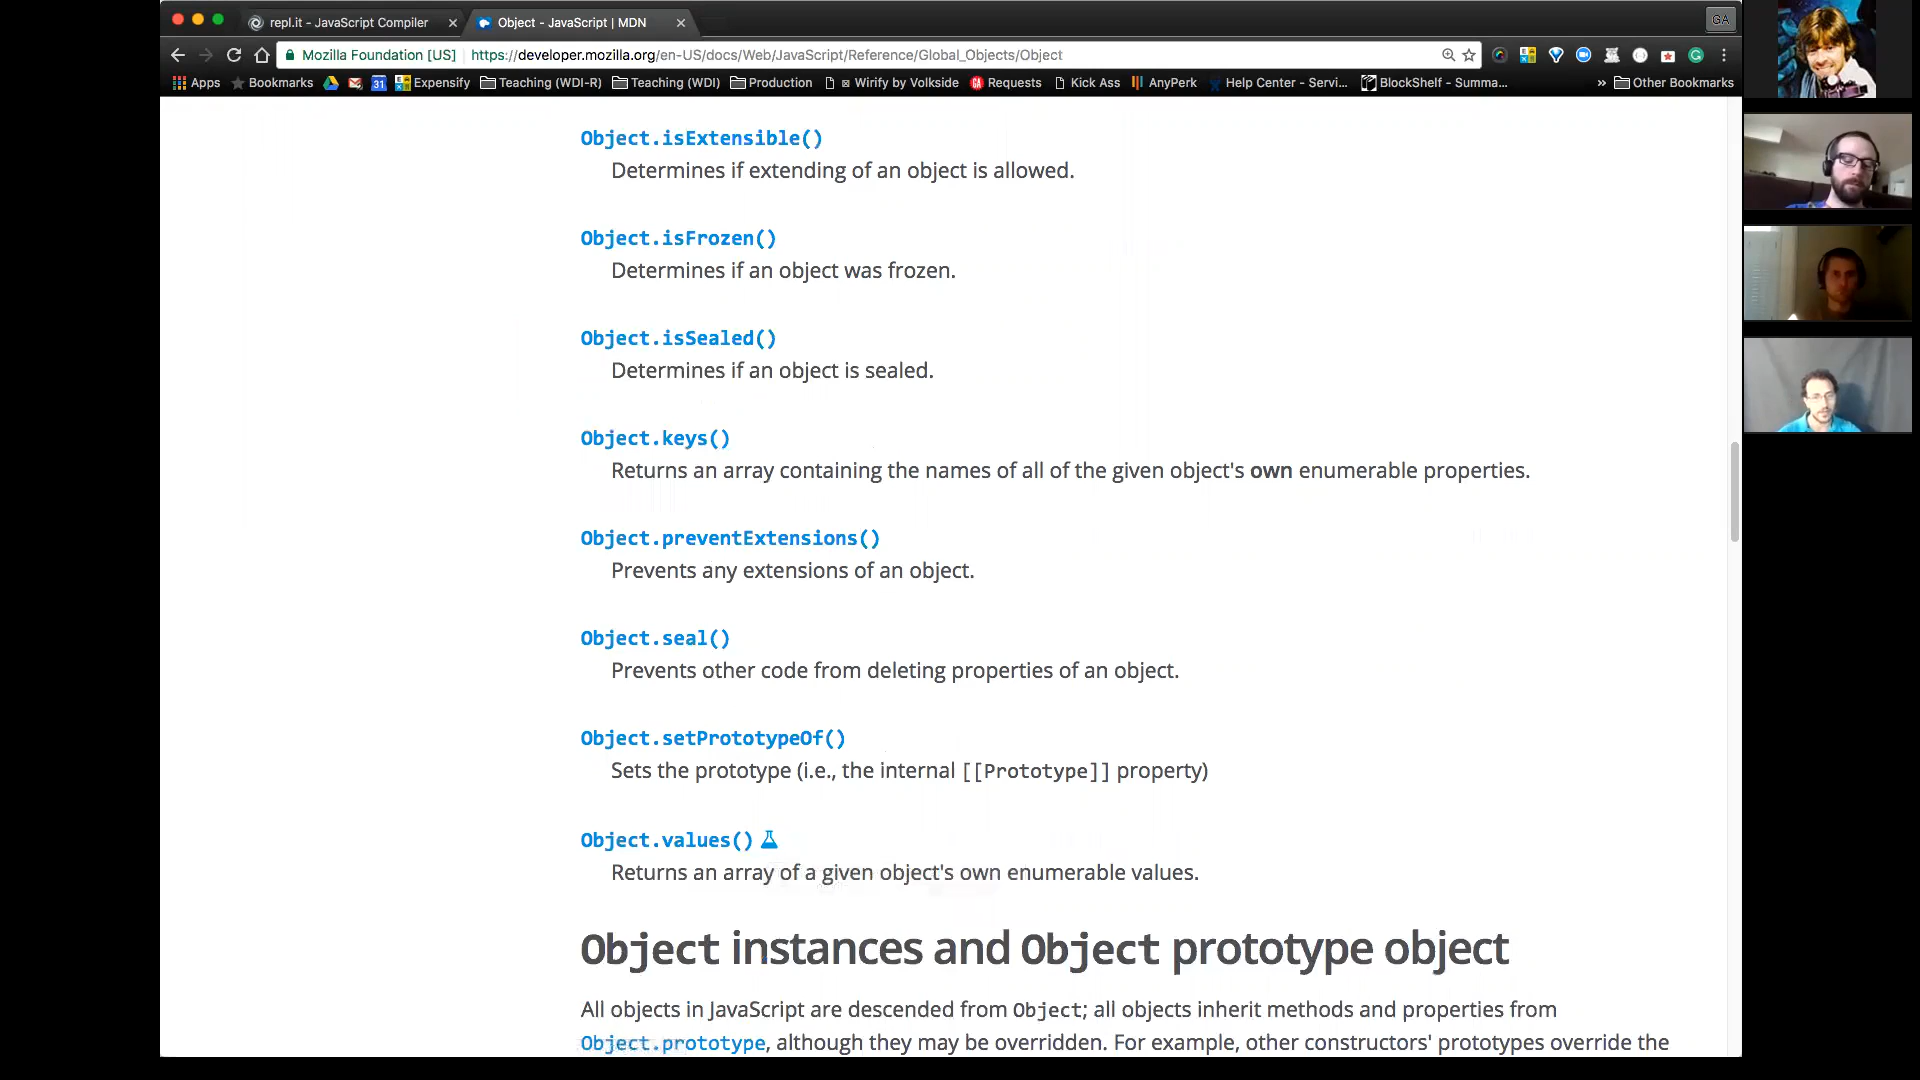 repl.it - JavaScript Compiler
Object - JavaScript | MDN
GA
Mozilla Foundation [US] https://developer.mozilla.org/en-US/docs/Web/JavaScript/Reference/Global_Objects/Object
Apps Bookmarks 31 Expensify Teaching (WDI-R) Teaching (WDI) Production Wirify by Volkside Requests Kick Ass AnyPerk Help Center - Servi... BlockShelf - Summa... » Other Bookmarks
Object.isExtensible()
Determines if extending of an object is allowed.
Object.isFrozen()
Determines if an object was frozen.
Object.isSealed()
Determines if an object is sealed.
Object.keys()
Returns an array containing the names of all of the given object's own enumerable properties.
Object.preventExtensions()
Prevents any extensions of an object.
Object.seal()
Prevents other code from deleting properties of an object.
Object.setPrototypeOf()
Sets the prototype (i.e., the internal [[Prototype]] property)
Object.values()
Returns an array of a given object's own enumerable values.
Object instances and Object prototype object
All objects in JavaScript are descended from Object; all objects inherit methods and properties from
Object.prototype, although they may be overridden. For example, other constructors' prototypes override the